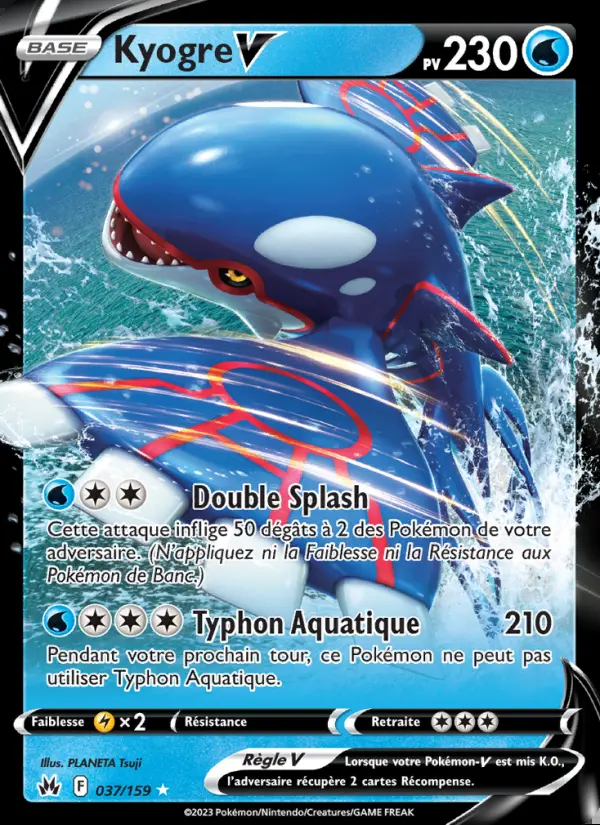 BASE Kyogre V PV 230
Double Splash
Cette attaque inflige 50 dégâts à 2 des Pokémon de votre
adversaire. (N'appliquez ni la Faiblesse ni la Résistance aux
Pokémon de Banc.)
Typhon Aquatique 210
Pendant votre prochain tour, ce Pokémon ne peut pas
utiliser Typhon Aquatique.
Faiblesse ×2 Résistance Retraite
Illus. PLANETA Tsuji
F 037/159
Règle V Lorsque votre Pokémon-V est mis K.O.,
l'adversaire récupère 2 cartes Récompense.
©2023 Pokémon/Nintendo/Creatures/GAME FREAK